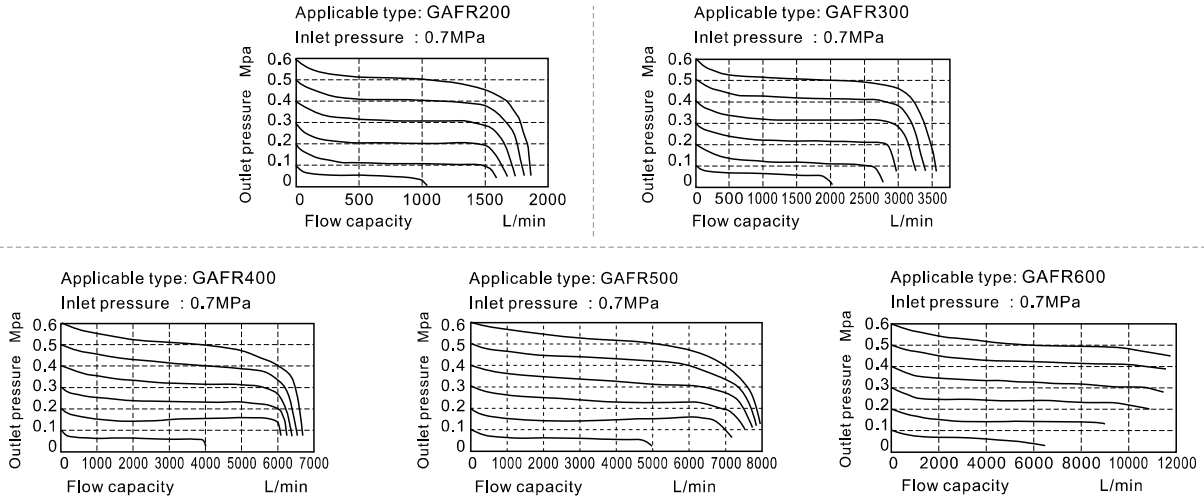 Applicable type: GAFR200
Inlet pressure : 0.7MPa
Outlet pressure Mpa
0.6
0.5
0.4
0.3
0.2
0.1
0
0 500 1000 1500 2000
Flow capacity L/min
Applicable type: GAFR300
Inlet pressure : 0.7MPa
Outlet pressure Mpa
0.6
0.5
0.4
0.3
0.2
0.1
0
0 500 1000 1500 2000 2500 3000 3500
Flow capacity L/min
Applicable type: GAFR400
Inlet pressure : 0.7MPa
Outlet pressure Mpa
0.6
0.5
0.4
0.3
0.2
0.1
0
0 1000 2000 3000 4000 5000 6000 7000
Flow capacity L/min
Applicable type: GAFR500
Inlet pressure : 0.7MPa
Outlet pressure Mpa
0.6
0.5
0.4
0.3
0.2
0.1
0
0 1000 2000 3000 4000 5000 6000 7000 8000
Flow capacity L/min
Applicable type: GAFR600
Inlet pressure : 0.7MPa
Outlet pressure Mpa
0.6
0.5
0.4
0.3
0.2
0.1
0
0 2000 4000 6000 8000 10000 12000
Flow capacity L/min